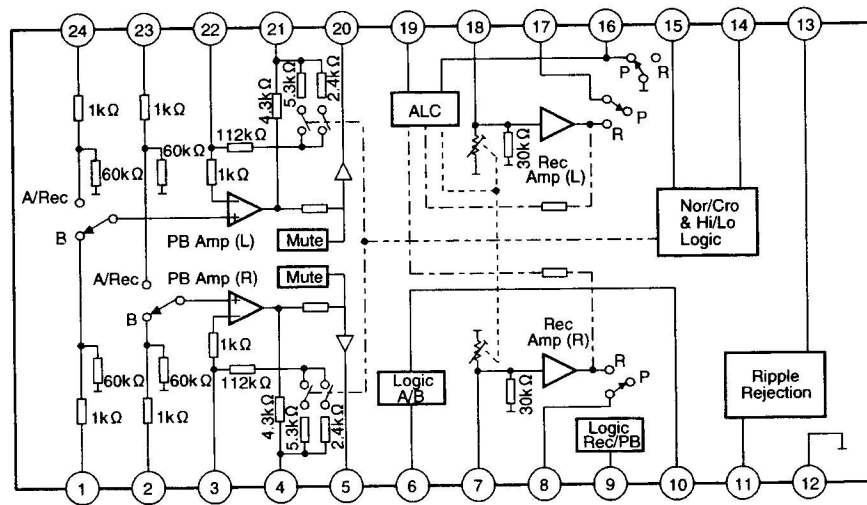 24 23 22 21 20 19 18 17 16 15 14 13
1kΩ
1kΩ
4.3kΩ
5.3kΩ
2.4kΩ
P
R
112kΩ
ALC
P
60kΩ
60kΩ
1kΩ
30kΩ
R
A/Rec
Rec
Amp (L)
B
PB Amp (L)
Mute
Nor/Cro
& Hi/Lo
Logic
A/Rec
PB Amp (R)
Mute
B
1kΩ
Rec
Amp (R)
R
60kΩ
60kΩ
112kΩ
Logic
A/B
30kΩ
P
Ripple
Rejection
1kΩ
1kΩ
4.3kΩ
5.3kΩ
2.4kΩ
Logic
Rec/PB
1 2 3 4 5 6 7 8 9 10 11 12